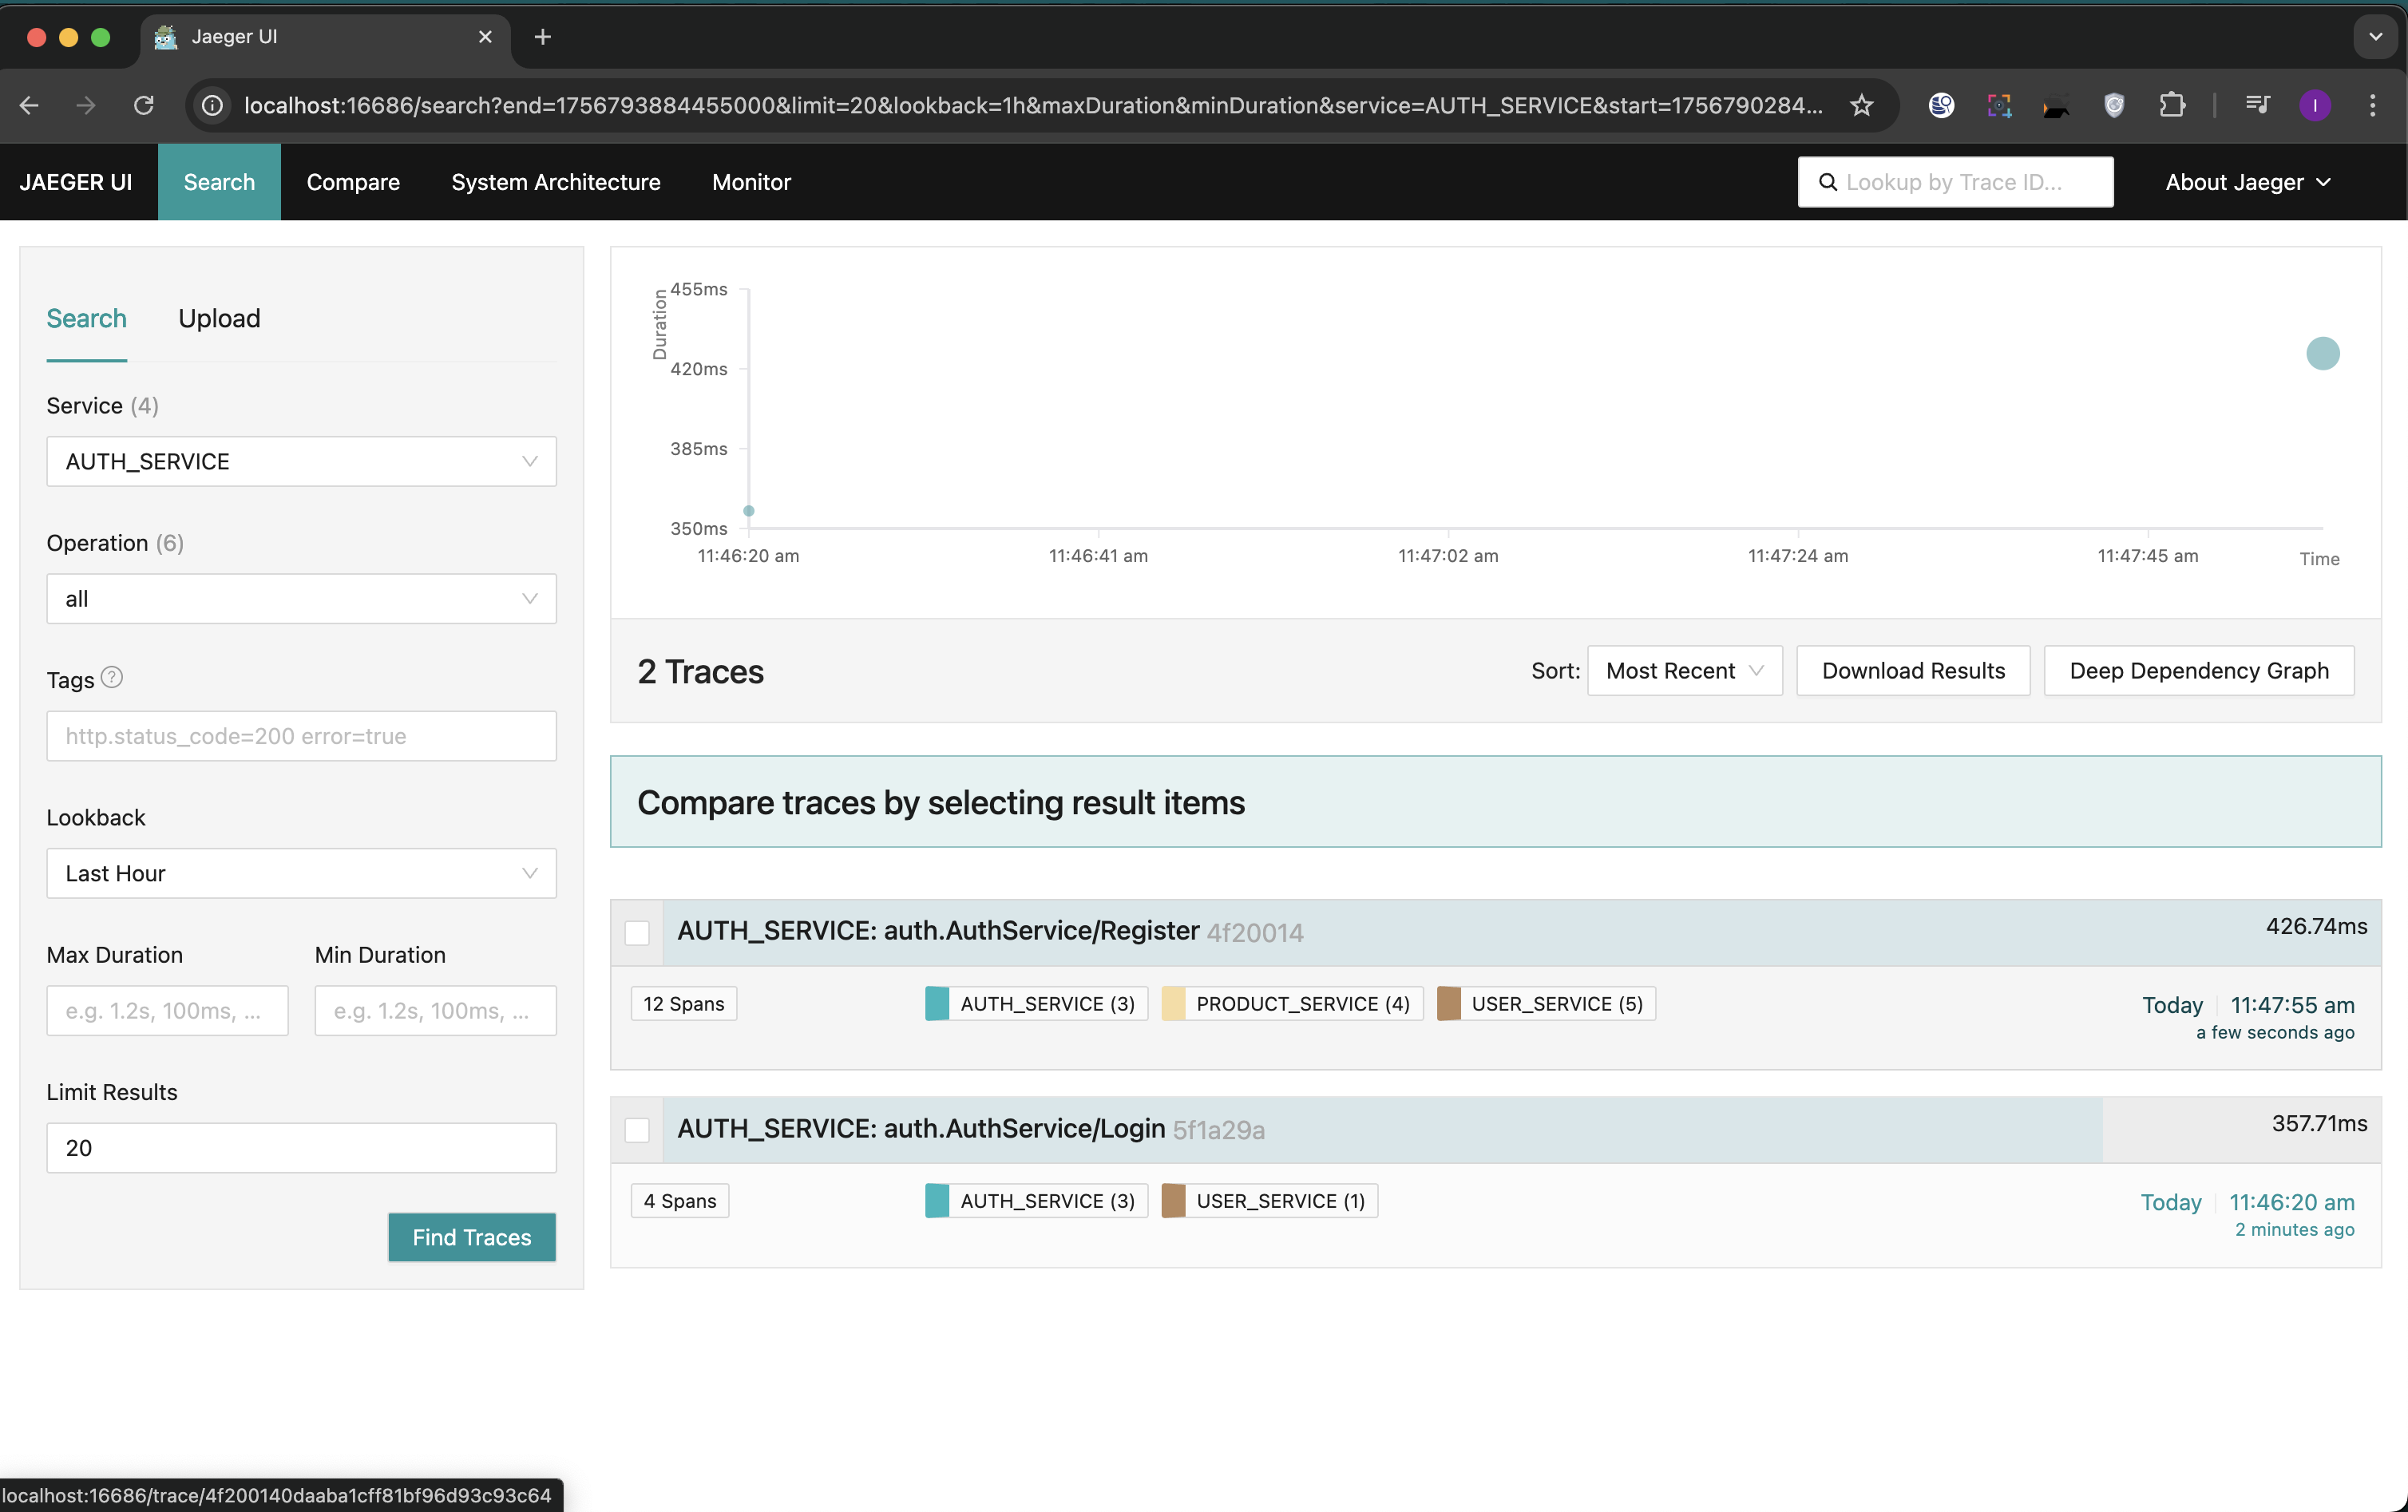 Jaeger UI
localhost:16686/search?end=1756793884455000&limit=20&lookback=1h&maxDuration&minDuration&service=AUTH_SERVICE&start=1756790284...
I
JAEGER UI
Search
Compare
System Architecture
Monitor
Lookup by Trace ID...
About Jaeger
Search
Upload
Service (4)
AUTH_SERVICE
Operation (6)
all
Tags ?
http.status_code=200 error=true
Lookback
Last Hour
Max Duration
Min Duration
e.g. 1.2s, 100ms, ...
e.g. 1.2s, 100ms, ...
Limit Results
20
Find Traces
Duration
455ms
420ms
385ms
350ms
11:46:20 am
11:46:41 am
11:47:02 am
11:47:24 am
11:47:45 am
Time
2 Traces
Sort:
Most Recent
Download Results
Deep Dependency Graph
Compare traces by selecting result items
AUTH_SERVICE: auth.AuthService/Register 4f20014
426.74ms
12 Spans
AUTH_SERVICE (3)
PRODUCT_SERVICE (4)
USER_SERVICE (5)
Today
11:47:55 am
a few seconds ago
AUTH_SERVICE: auth.AuthService/Login 5f1a29a
357.71ms
4 Spans
AUTH_SERVICE (3)
USER_SERVICE (1)
Today
11:46:20 am
2 minutes ago
localhost:16686/trace/4f200140daaba1cff81bf96d93c93c64